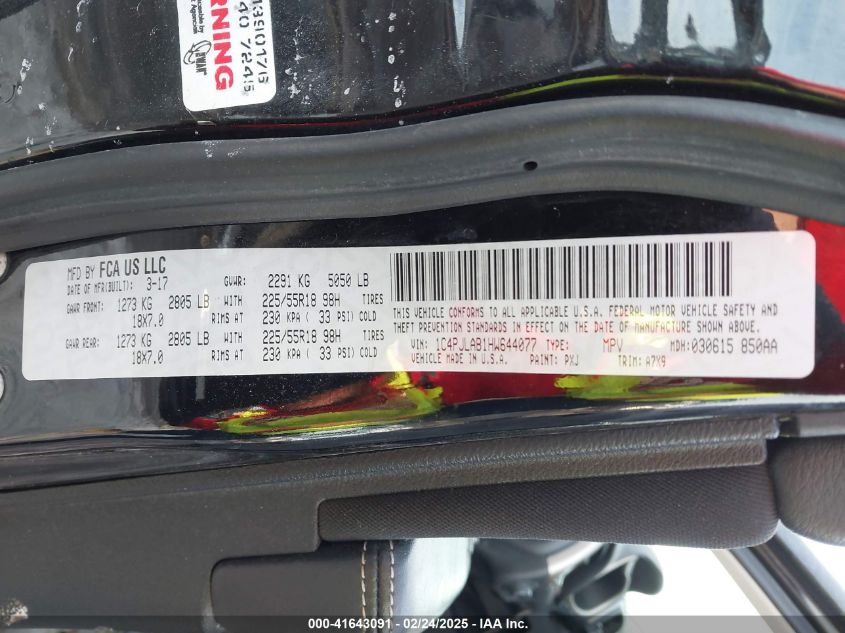 139017G
40 7245
RNING
MFD BY FCA US LLC
DATE OF MFR(BUILT): 3-17 GVWR: 2291 KG 5050 LB
GAWR FRONT: 1273 KG 2805 LB WITH 225/55R18 98H TIRES
18X7.0 RIMS AT 230 KPA ( 33 PSI) COLD
GAWR REAR: 1273 KG 2805 LB WITH 225/55R18 98H TIRES
18X7.0 RIMS AT 230 KPA ( 33 PSI) COLD
THIS VEHICLE CONFORMS TO ALL APPLICABLE U.S.A. FEDERAL MOTOR VEHICLE SAFETY AND
THEFT PREVENTION STANDARDS IN EFFECT ON THE DATE OF MANUFACTURE SHOWN ABOVE.
VIN: 1C4PJLAB1HW644077 TYPE: MPV MDH:030615 850AA
VEHICLE MADE IN U.S.A. PAINT: PXJ TRIM: A7X9
000-41643091 - 02/24/2025 - IAA Inc.